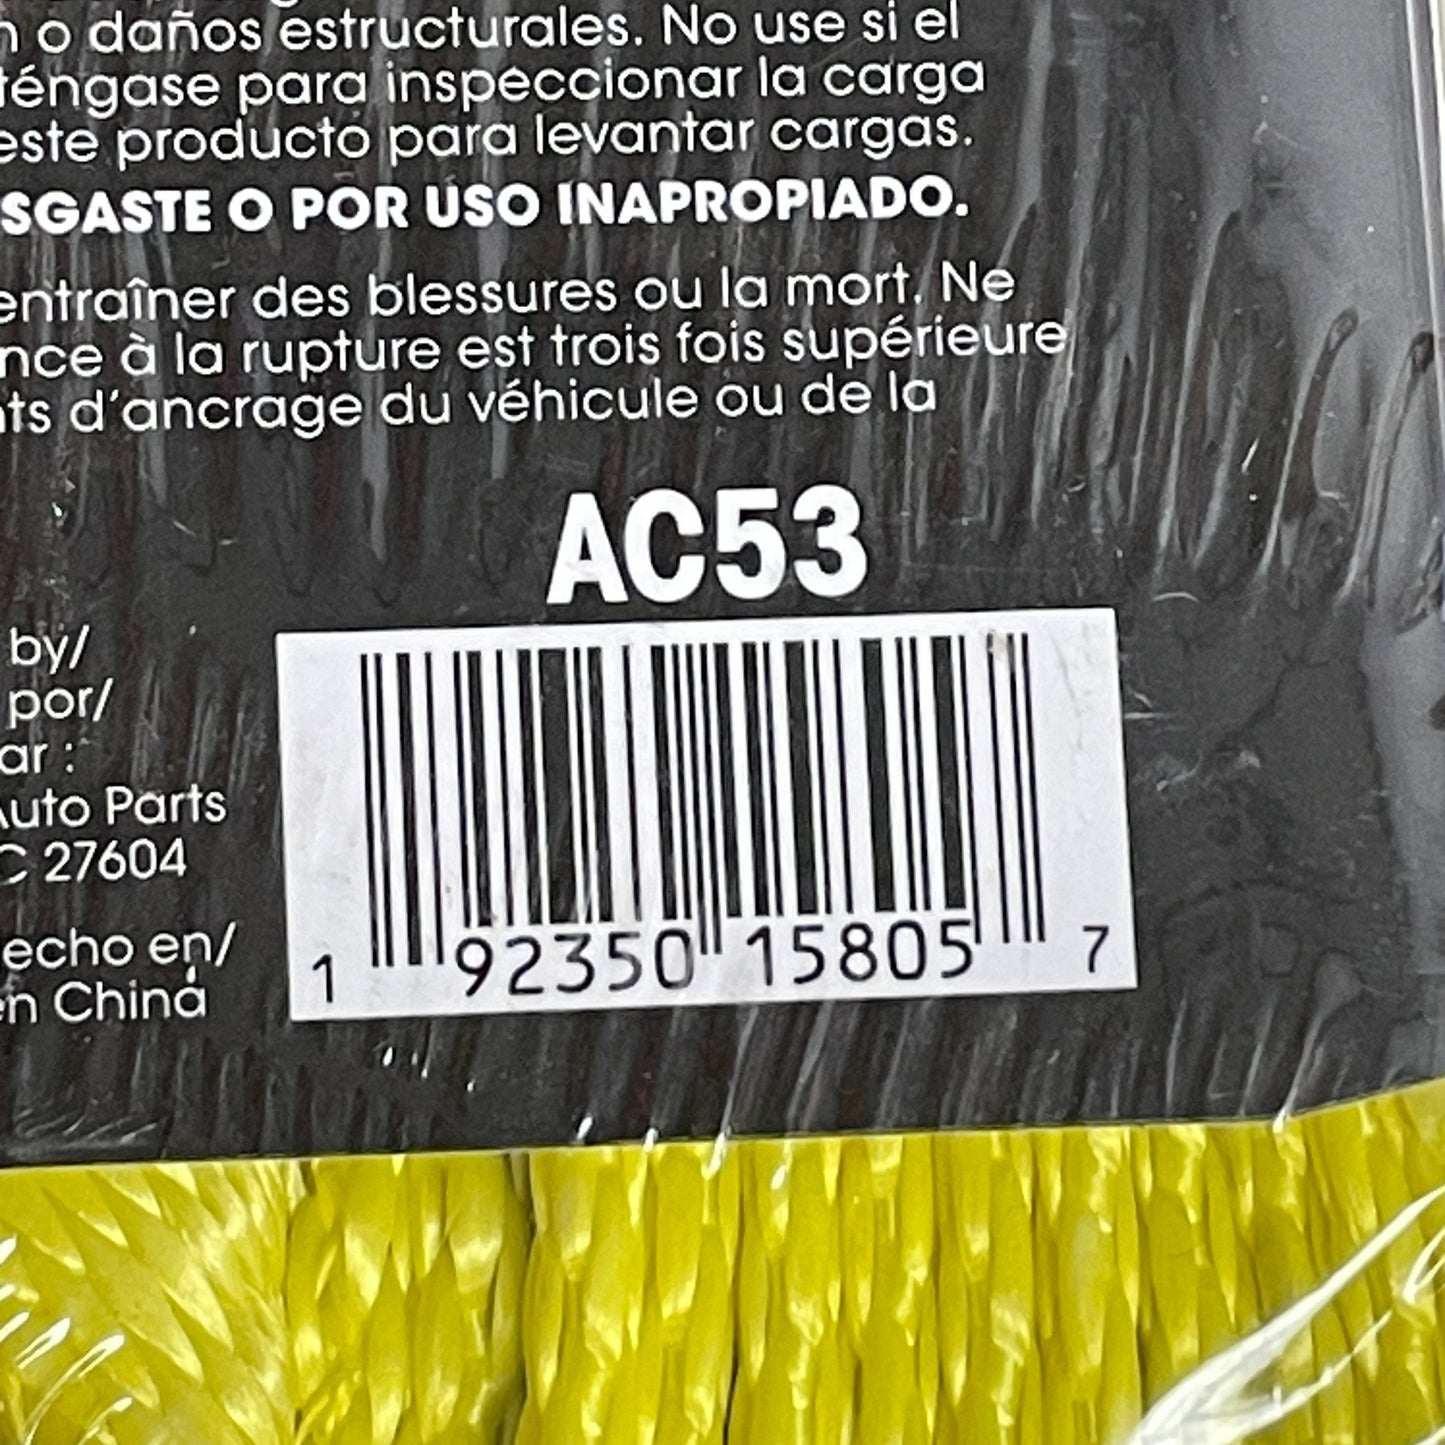 o daños estructurales. No use si el
téngase para inspeccionar la carga
este producto para levantar cargas.
SGASTE O POR USO INAPROPIADO.
entraîner des blessures ou la mort. Ne
nce à la rupture est trois fois supérieure
nts d'ancrage du véhicule ou de la
AC53
by/
por/
ar :
Auto Parts
C 27604
echo en/
en China
1 92350 15805 7